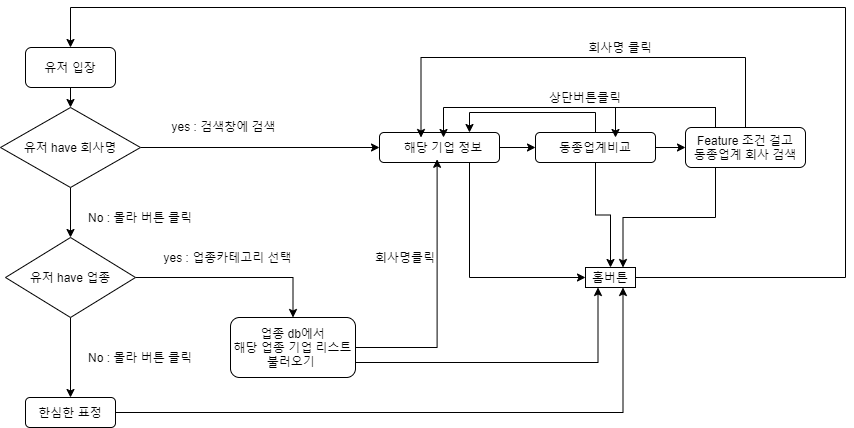 회사명 클릭
유저 입장
상단버튼클릭
yes : 검색창에 검색
유저 have 회사명
해당 기업 정보
동종업계비교
Feature 조건 걸고
동종업계 회사 검색
No : 몰라 버튼 클릭
yes : 업종카테고리 선택
회사명클릭
유저 have 업종
홈버튼
업종 db에서
해당 업종 기업 리스트
불러오기
No : 몰라 버튼 클릭
한심한 표정